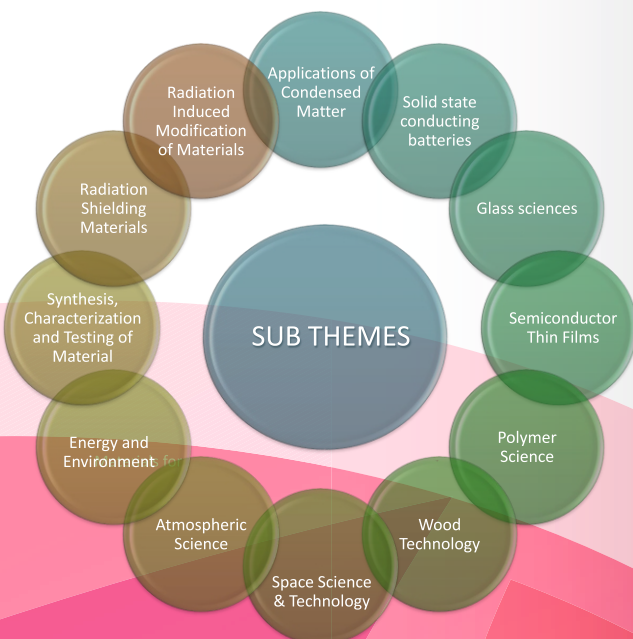 Applications of
Condensed
Matter
Solid state
conducting
batteries
Glass sciences
Semiconductor
Thin Films
Polymer
Science
Wood
Technology
Space Science
& Technology
Atmospheric
Science
Energy and
Environment
Synthesis,
Characterization
and Testing of
Material
Radiation
Shielding
Materials
Radiation
Induced
Modification
of Materials
SUB THEMES